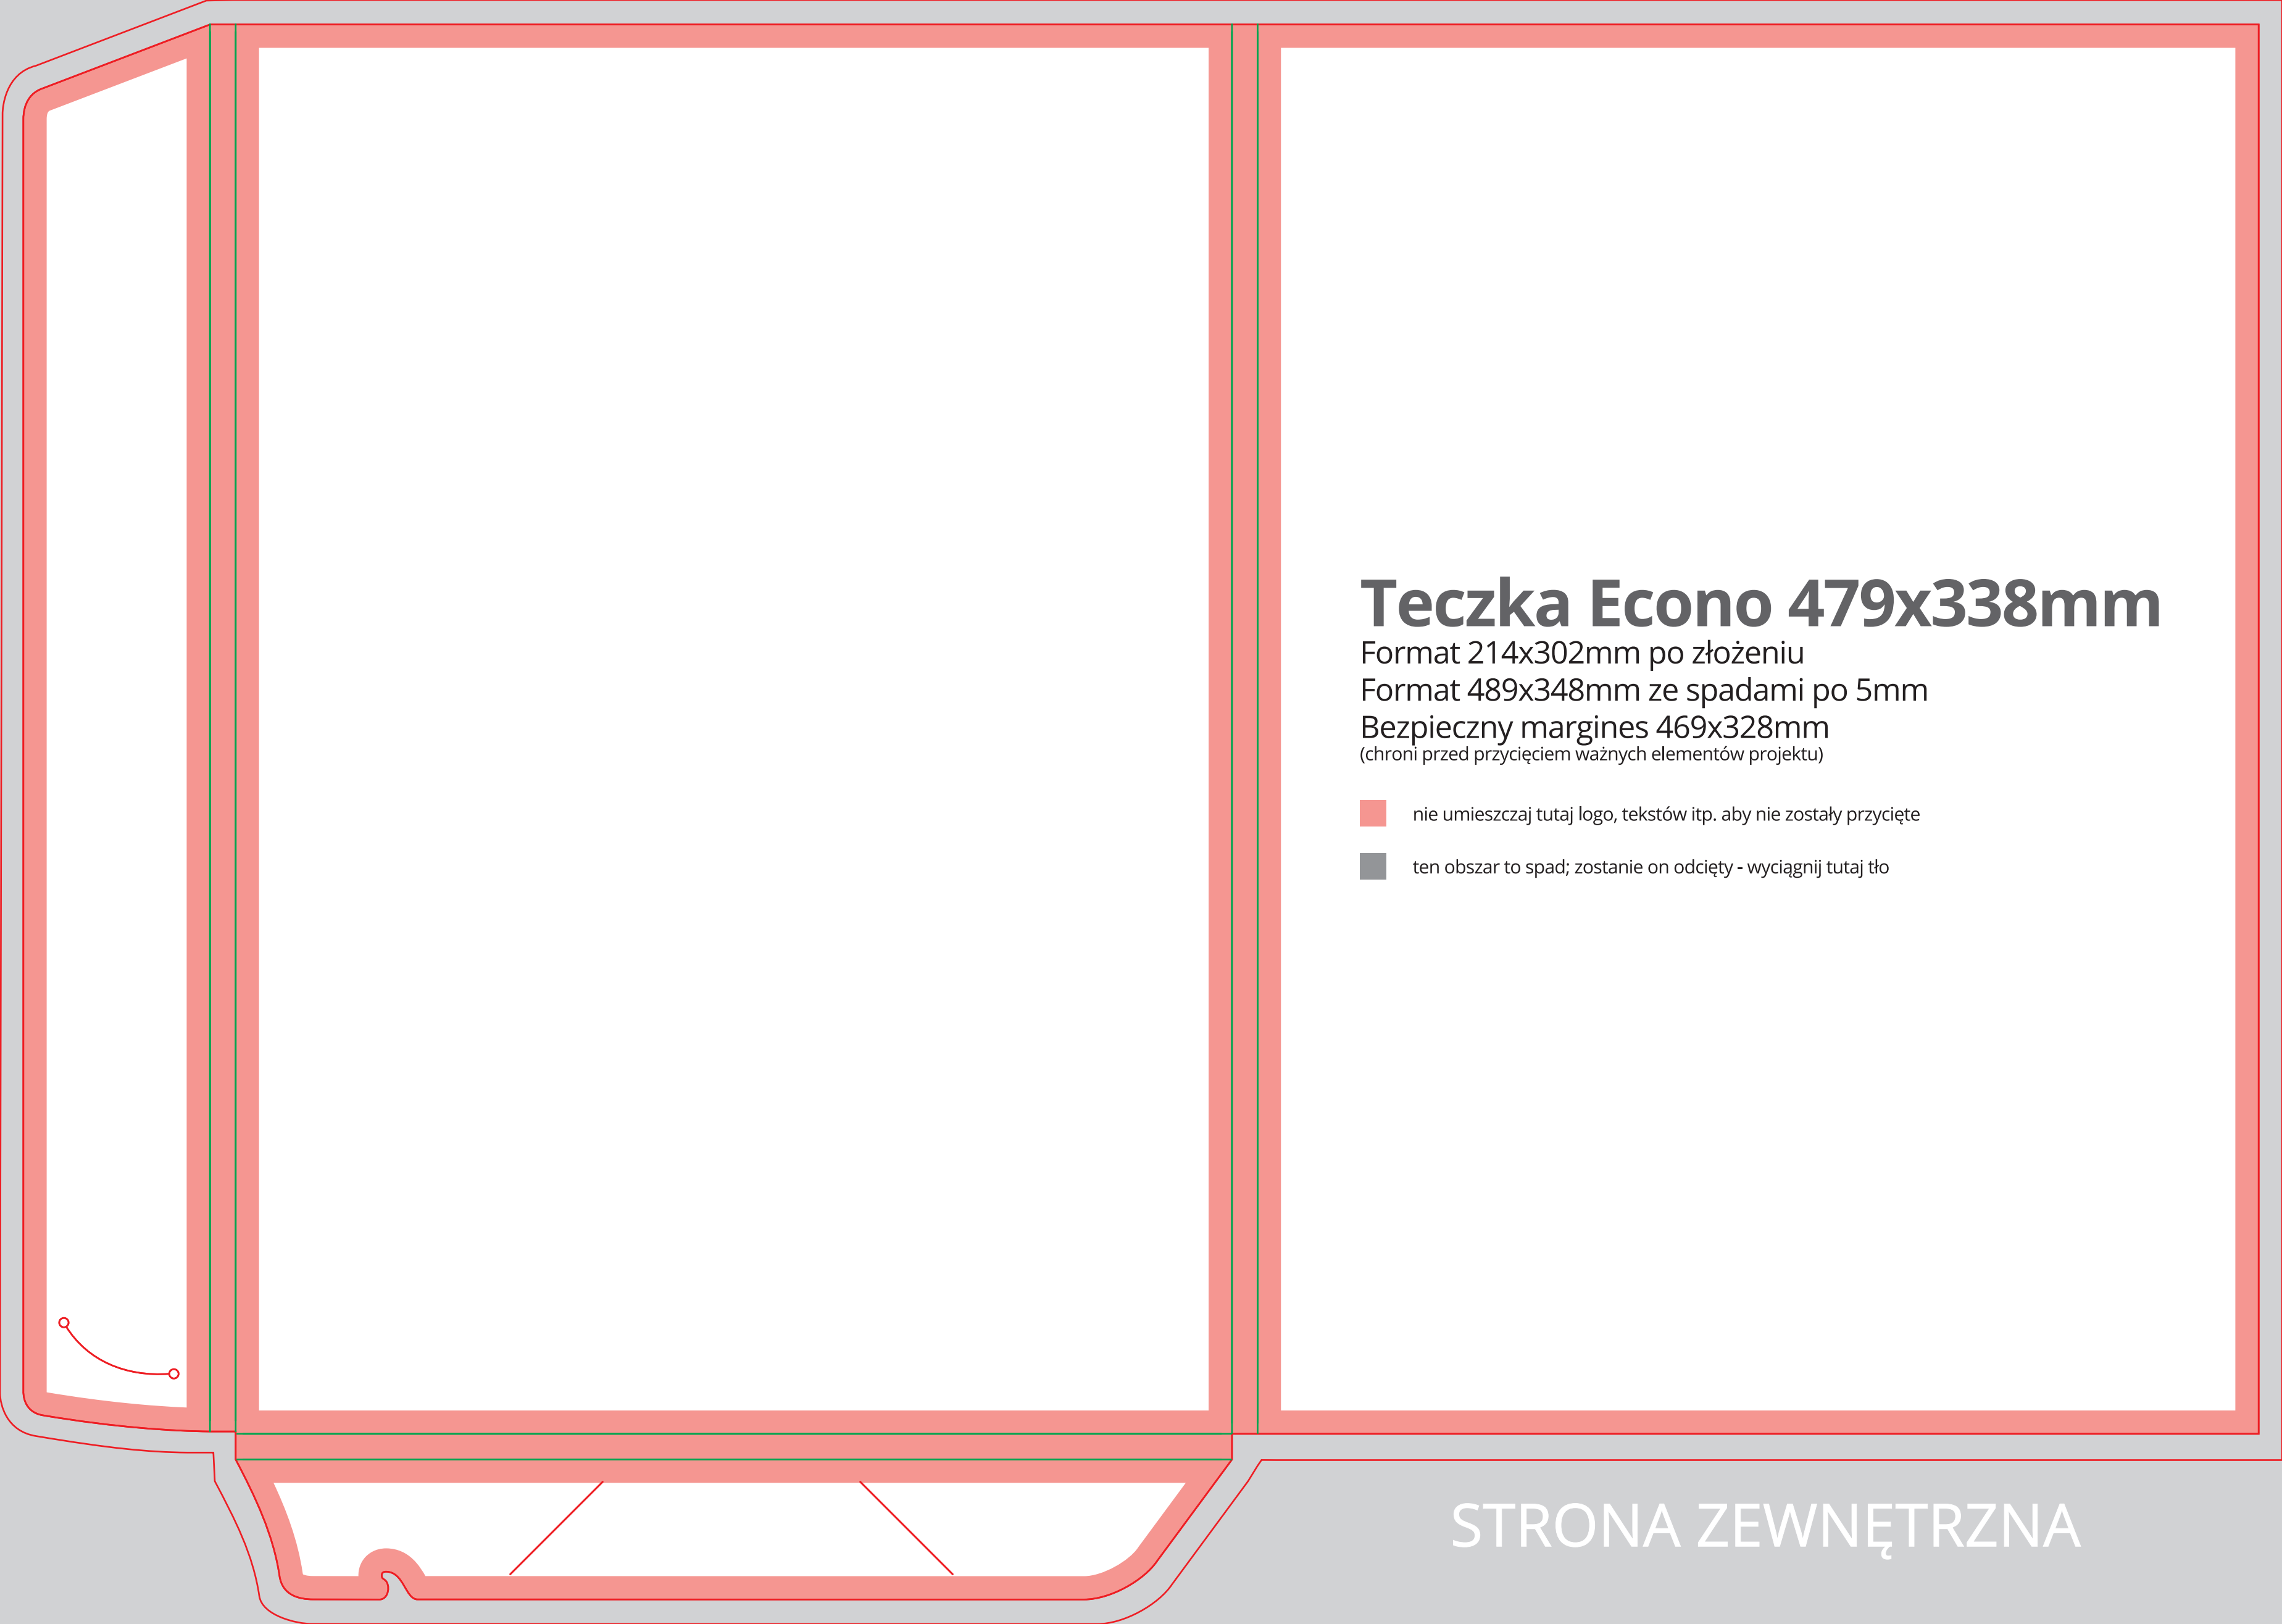 Teczka Econo 479x338mm
Format 214x302mm po złożeniu
Format 489x348mm ze spadami po 5mm
Bezpieczny margines 469x328mm
(chroni przed przycięciem ważnych elementów projektu)
nie umieszczaj tutaj logo, tekstów itp. aby nie zostały przycięte
ten obszar to spad; zostanie on odcięty - wyciągnij tutaj tło
STRONA ZEWNĘTRZNA